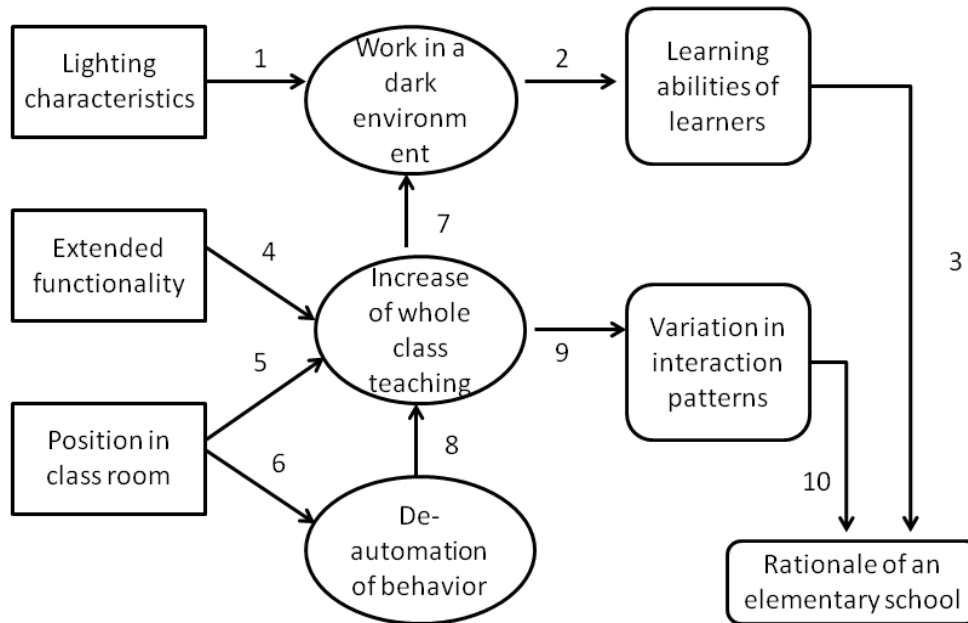 Lighting
characteristics
1
Work in a
dark
environm
ent
2
Learning
abilities of
learners
3
Extended
functionality
4
7
Increase
of whole
class
teaching
5
9
Variation in
interaction
patterns
Position in
class room
6
8
De-
automation
of behavior
10
Rationale of an
elementary school